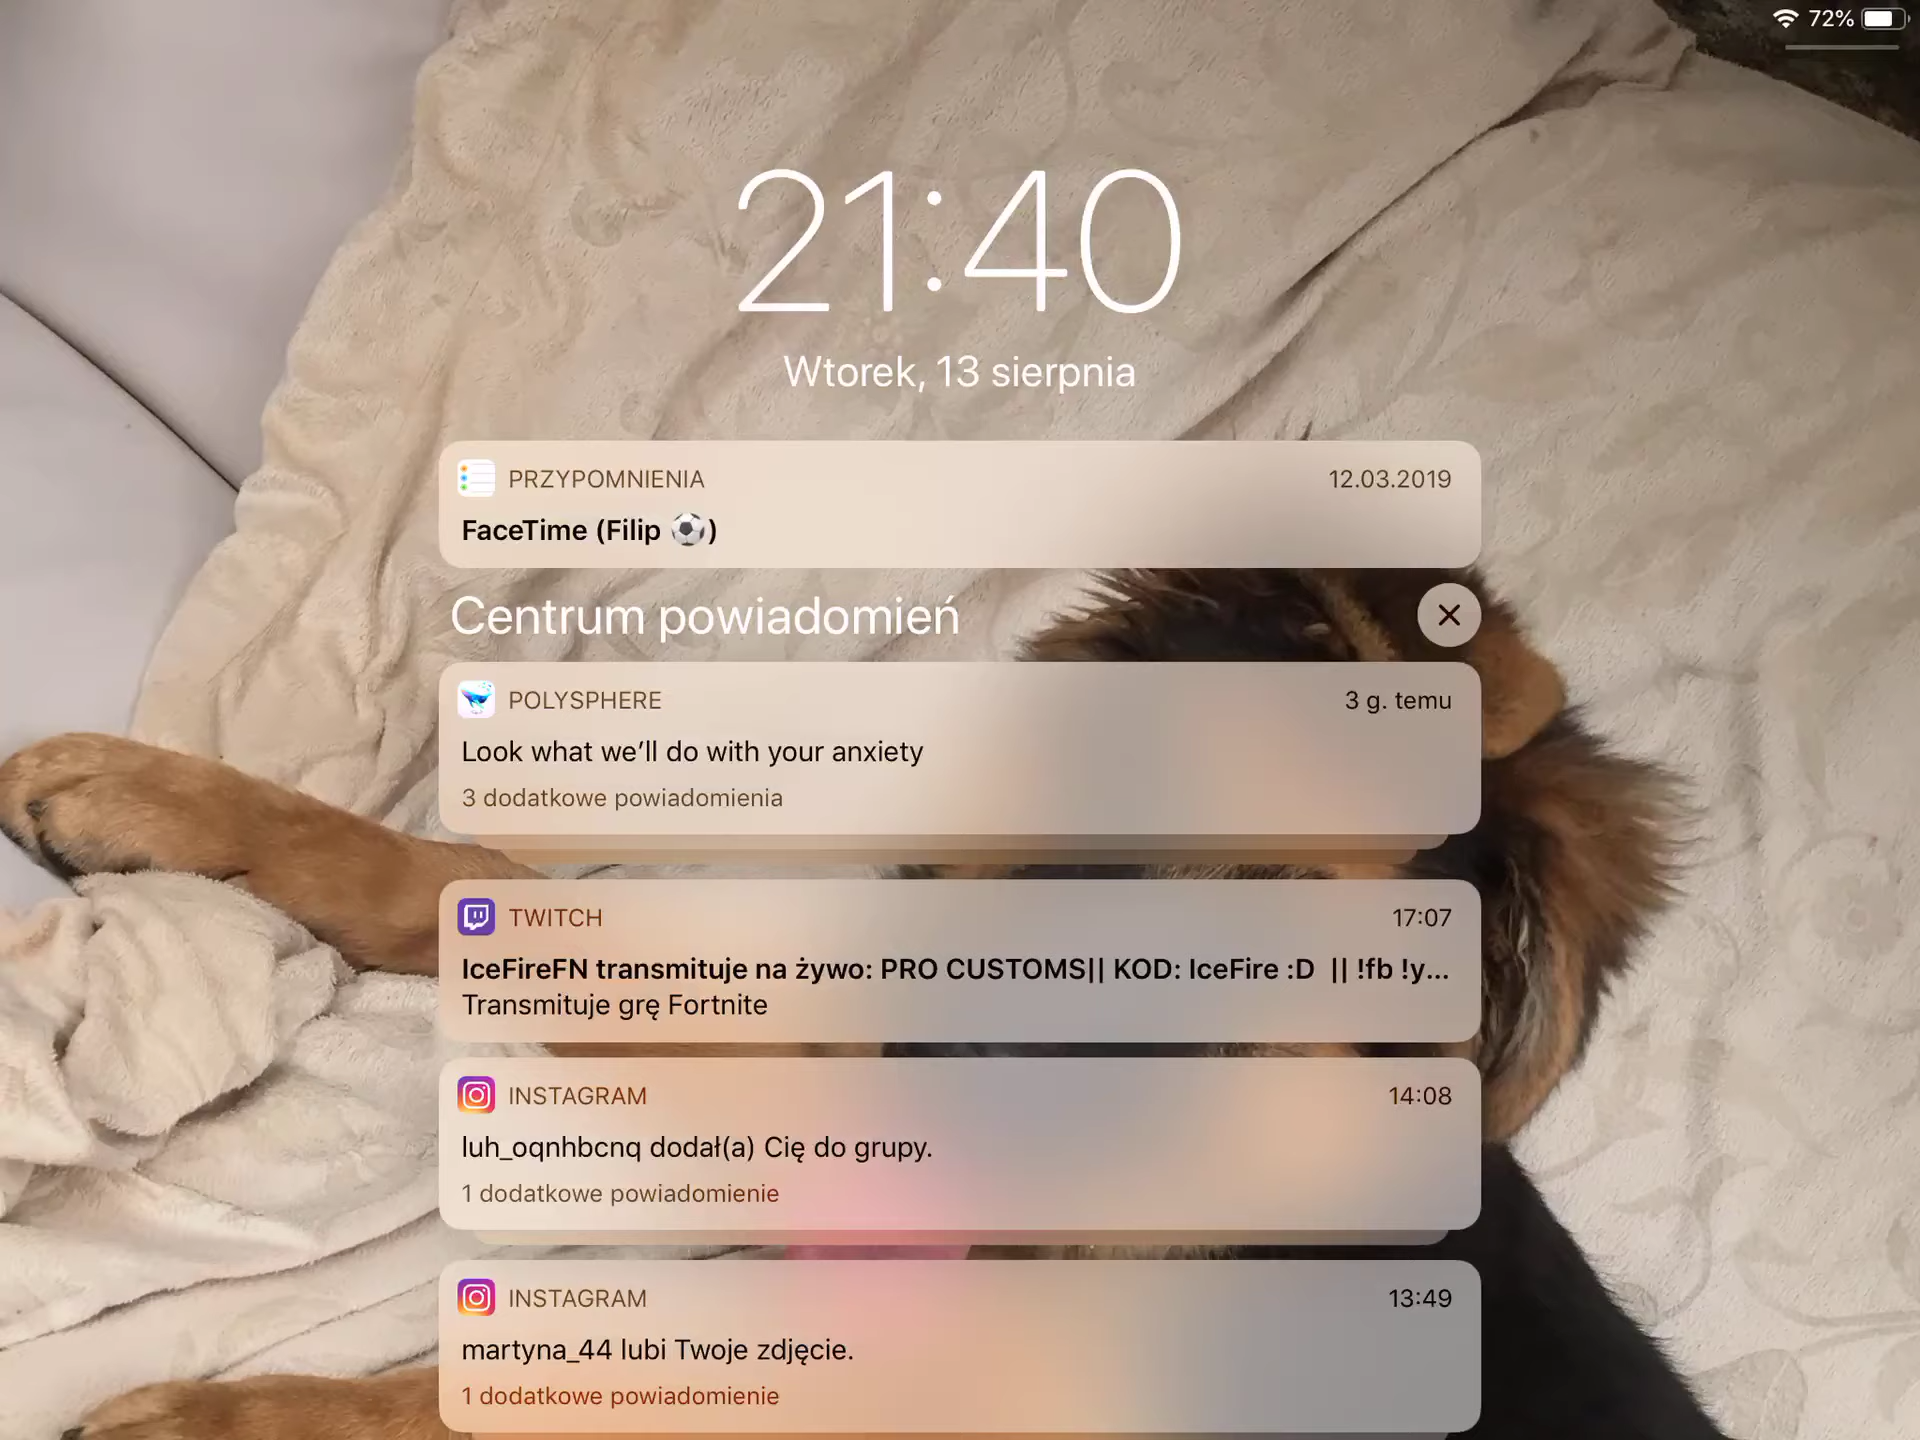 72%
21:40
Wtorek, 13 sierpnia
PRZYPOMNIENIA 12.03.2019
FaceTime (Filip ⚽)
Centrum powiadomień
POLYSPHERE 3 g. temu
Look what we’ll do with your anxiety
3 dodatkowe powiadomienia
TWITCH 17:07
IceFireFN transmituje na żywo: PRO CUSTOMS|| KOD: IceFire :D || !fb !y...
Transmituje grę Fortnite
INSTAGRAM 14:08
luh_oqnhbcnq dodał(a) Cię do grupy.
1 dodatkowe powiadomienie
INSTAGRAM 13:49
martyna_44 lubi Twoje zdjęcie.
1 dodatkowe powiadomienie